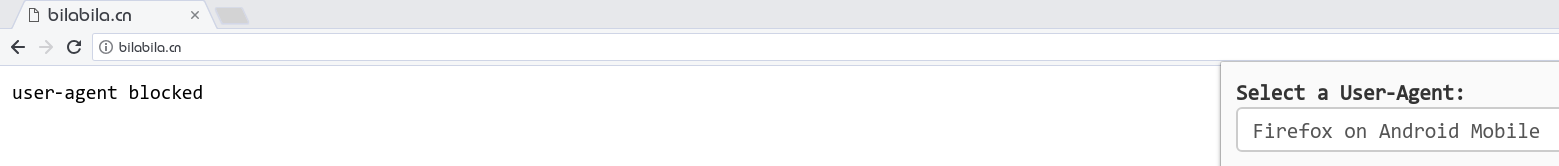 bilabila.cn
bilabila.cn
user-agent blocked
Select a User-Agent:
Firefox on Android Mobile